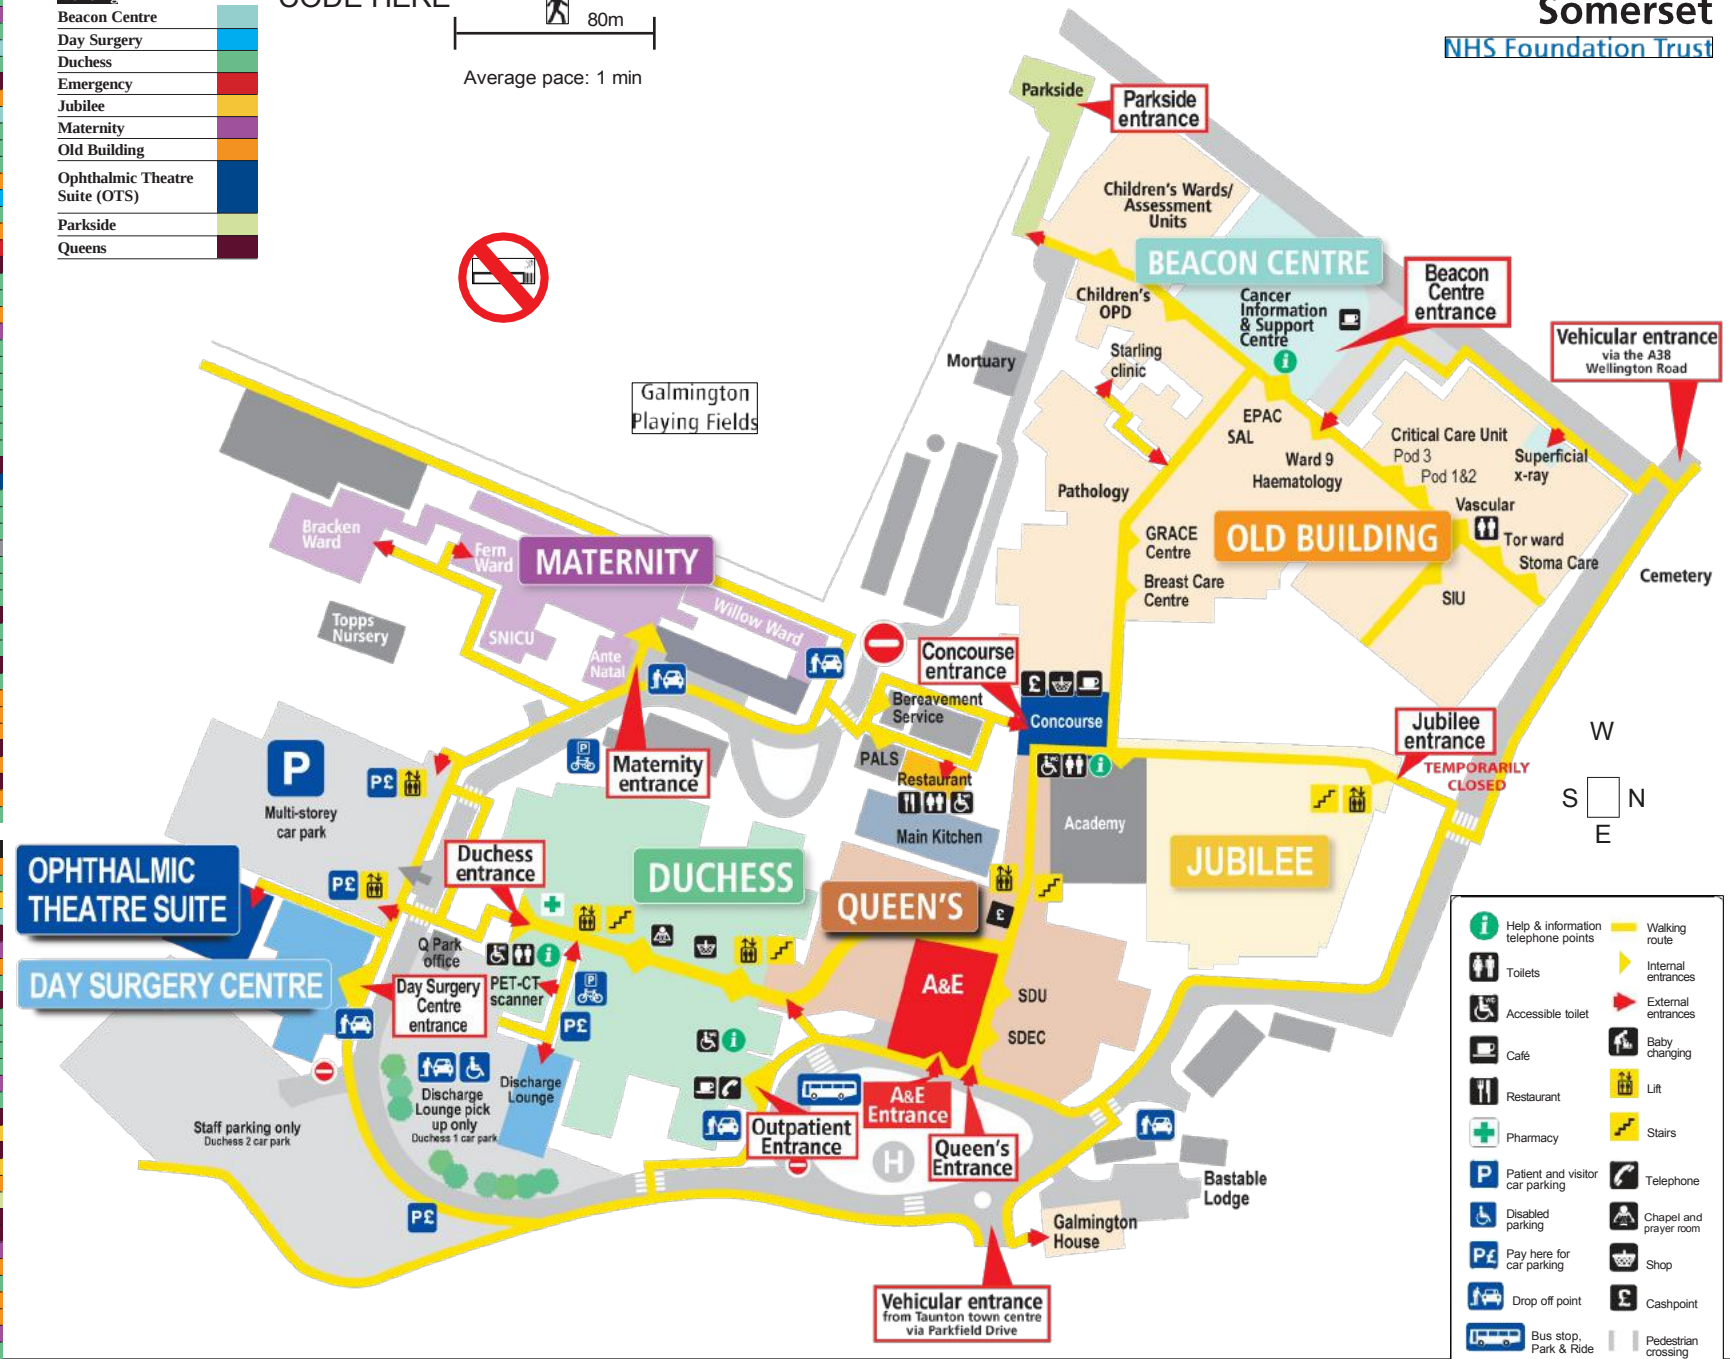 CODE HERE
80m
Average pace: 1 min
Somerset
NHS Foundation Trust
Beacon Centre
Day Surgery
Duchess
Emergency
Jubilee
Maternity
Old Building
Ophthalmic Theatre
Suite (OTS)
Parkside
Queens
Parkside
Parkside
entrance
Children's Wards/
Assessment
Units
BEACON CENTRE
Children's
OPD
Cancer
Information
& Support
Centre
i
Beacon
Centre
entrance
Vehicular entrance
via the A38
Wellington Road
Mortuary
Starling
clinic
Galmington
Playing Fields
EPAC
SAL
Ward 9
Haematology
Critical Care Unit
Pod 3
Pod 1&2
Superficial
x-ray
Pathology
Vascular
GRACE
Centre
OLD BUILDING
Tor ward
Stoma Care
Breast Care
Centre
SIU
Cemetery
Bracken
Ward
Fern
Ward
MATERNITY
Willow Ward
Topps
Nursery
SNICU
Ante
Natal
Concourse
entrance
£
Bereavement
Service
Concourse
Jubilee
entrance
TEMPORARILY
CLOSED
W
S N
E
P
Multi-storey
car park
P£
P
Maternity
entrance
PALS
Restaurant
Main Kitchen
i
Academy
JUBILEE
OPHTHALMIC
THEATRE SUITE
P£
Duchess
entrance
DUCHESS
QUEEN'S
£
DAY SURGERY CENTRE
Q Park
office
i
PET-CT
scanner
P
P£
Day Surgery
Centre
entrance
A&E
SDU
SDEC
i
Discharge
Lounge pick
up only
Duchess 1 car park
Discharge
Lounge
Staff parking only
Duchess 2 car park
A&E
Entrance
Outpatient
Entrance
H
Queen's
Entrance
Bastable
Lodge
P£
Galmington
House
Vehicular entrance
from Taunton town centre
via Parkfield Drive
i
Help & information
telephone points
Toilets
WC
Accessible toilet
Café
Restaurant
Pharmacy
P
Patient and visitor
car parking
Disabled
parking
P£
Pay here for
car parking
Drop off point
Bus stop,
Park & Ride
Walking
route
Internal
entrances
External
entrances
Baby
changing
Lift
Stairs
Telephone
Chapel and
prayer room
Shop
£
Cashpoint
Pedestrian
crossing